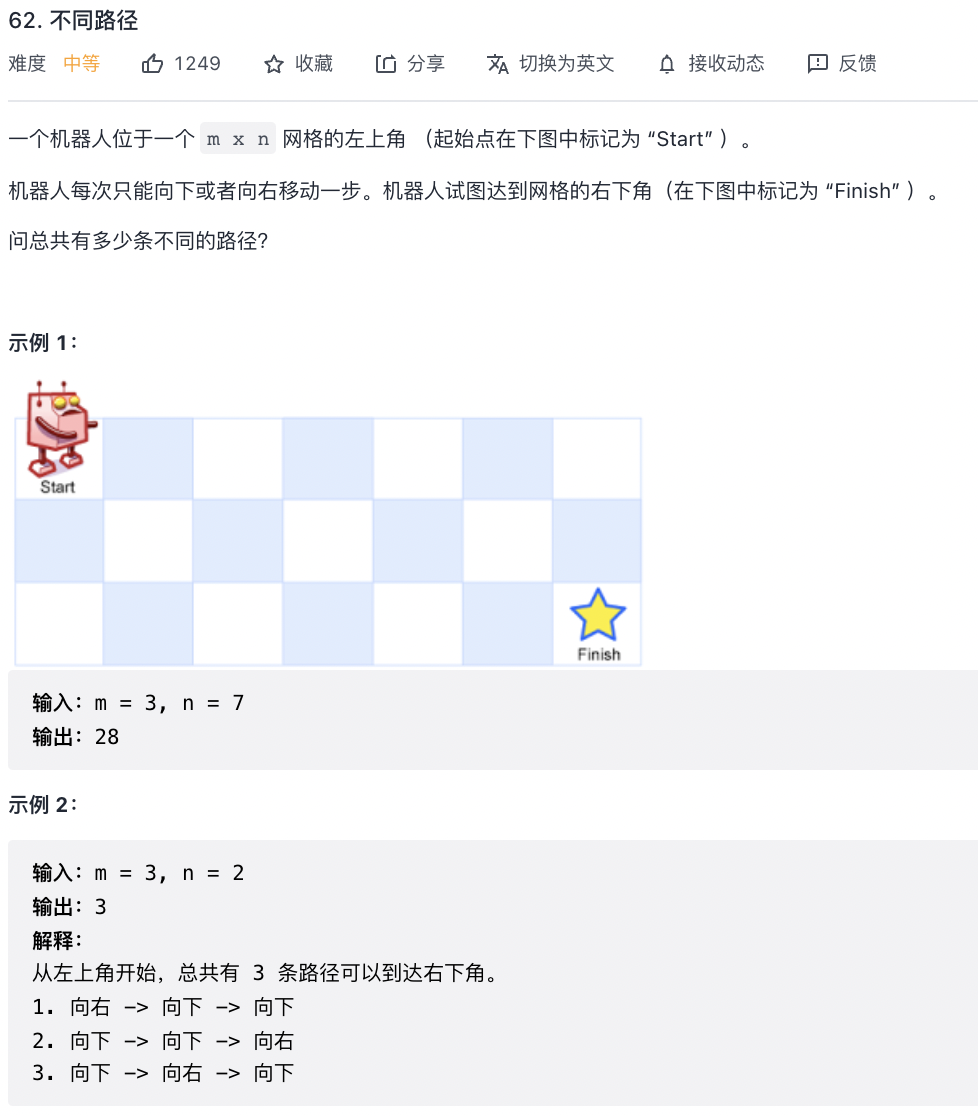 62. 不同路径
难度 中等 1249 收藏 分享 切换为英文 接收动态 反馈
一个机器人位于一个 m x n 网格的左上角 （起始点在下图中标记为 “Start” ）。
机器人每次只能向下或者向右移动一步。机器人试图达到网格的右下角（在下图中标记为 “Finish” ）。
问总共有多少条不同的路径?
示例 1：
Start
Finish
输入：m = 3, n = 7
输出：28
示例 2：
输入：m = 3, n = 2
输出：3
解释：
从左上角开始，总共有 3 条路径可以到达右下角。
1. 向右 -> 向下 -> 向下
2. 向下 -> 向下 -> 向右
3. 向下 -> 向右 -> 向下